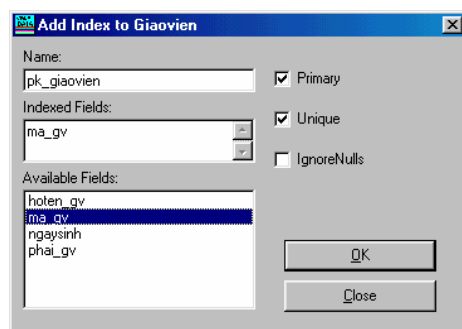 Add Index to Giaovien
Name:
pk_giaovien
Primary
Indexed Fields:
ma_gv
Unique
IgnoreNulls
Available Fields:
hoten_gv
ma_gv
ngaysinh
phai_gv
OK
Close